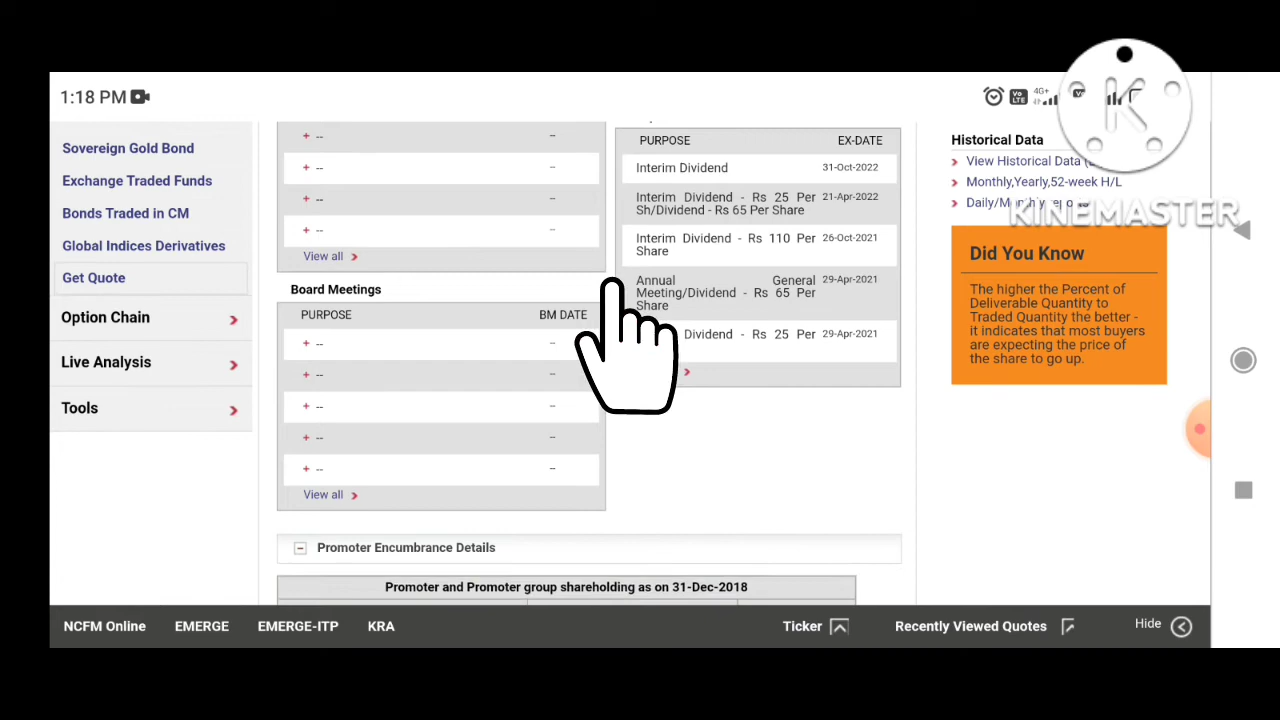 1:18 PM
4G+
Vo
LTE
Sovereign Gold Bond
Exchange Traded Funds
Bonds Traded in CM
Global Indices Derivatives
Get Quote
Option Chain
Live Analysis
Tools
+ -- --
+ -- --
+ -- --
+ -- --
View all
Board Meetings
PURPOSE BM DATE
+ -- --
+ -- --
+ -- --
+ -- --
+ -- --
View all
PURPOSE EX-DATE
Interim Dividend 31-Oct-2022
Interim Dividend - Rs 25 Per 21-Apr-2022
Sh/Dividend - Rs 65 Per Share
Interim Dividend - Rs 110 Per 26-Oct-2021
Share
Annual General 29-Apr-2021
Meeting/Dividend - Rs 65 Per
Share
Dividend - Rs 25 Per 29-Apr-2021
Historical Data
View Historical Data
Monthly,Yearly,52-week H/L
Daily/Monthly reports
K
KINEMASTER
Did You Know
The higher the Percent of
Deliverable Quantity to
Traded Quantity the better -
it indicates that most buyers
are expecting the price of
the share to go up.
Promoter Encumbrance Details
Promoter and Promoter group shareholding as on 31-Dec-2018
NCFM Online EMERGE EMERGE-ITP KRA Ticker Recently Viewed Quotes Hide